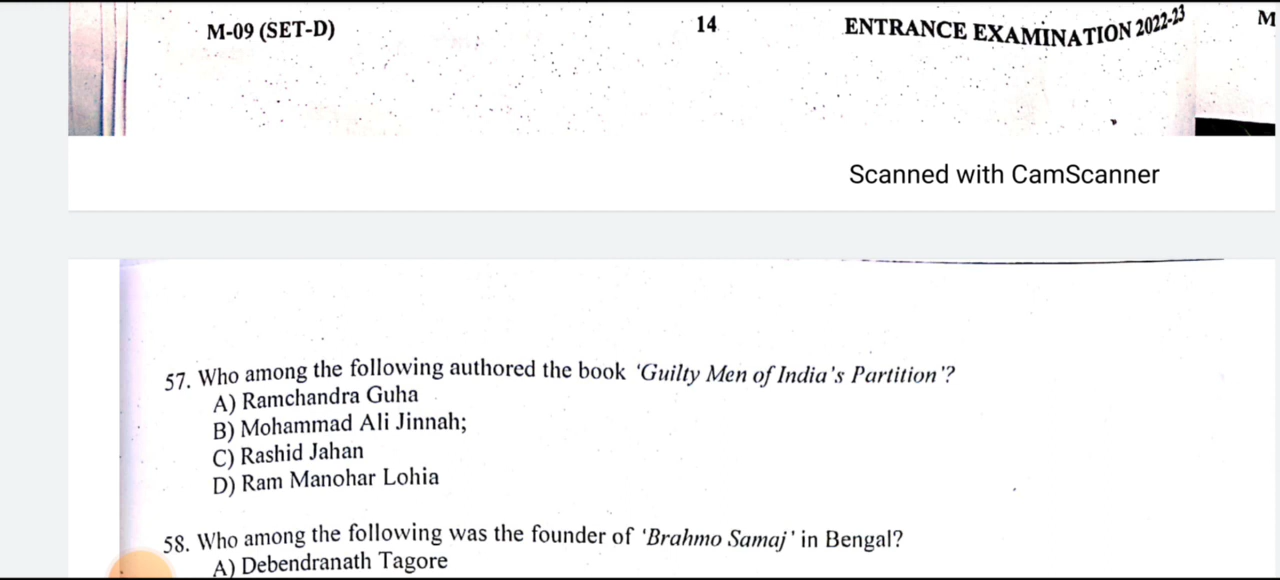 M-09 (SET-D) 14 ENTRANCE EXAMINATION 2022-23 M
Scanned with CamScanner
57. Who among the following authored the book 'Guilty Men of India's Partition'?
A) Ramchandra Guha
B) Mohammad Ali Jinnah;
C) Rashid Jahan
D) Ram Manohar Lohia
58. Who among the following was the founder of 'Brahmo Samaj' in Bengal?
A) Debendranath Tagore